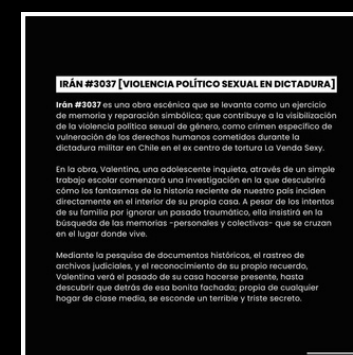 IRÁN #3037 [VIOLENCIA POLÍTICO SEXUAL EN DICTADURA]
Irán #3037 es una obra escénica que se levanta como un ejercicio
de memoria y reparación simbólica; que contribuye a la visibilización
de la violencia política sexual de género, como crimen específico de
vulneración de los derechos humanos cometidos durante la
dictadura militar en Chile en el ex centro de tortura La Venda Sexy.
En la obra, Valentina, una adolescente inquieta, através de un simple
trabajo escolar comenzará una investigación en la que descubrirá
cómo los fantasmas de la historia reciente de nuestro país inciden
directamente en el interior de su propia casa. A pesar de los intentos
de su familia por ignorar un pasado traumático, ella insistirá en la
búsqueda de las memorias -personales y colectivas- que se cruzan
en el lugar donde vive.
Mediante la pesquisa de documentos históricos, el rastreo de
archivos judiciales, y el reconocimiento de su propio recuerdo,
Valentina verá el pasado de su casa hacerse presente, hasta
descubrir que detrás de esa bonita fachada; propia de cualquier
hogar de clase media, se esconde un terrible y triste secreto.